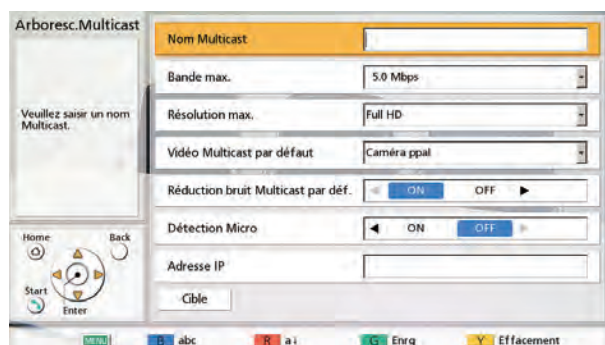 Arboresc.Multicast
Veuillez saisir un nom
Multicast.
Nom Multicast
Bande max.
5.0 Mbps
Résolution max.
Full HD
Vidéo Multicast par défaut
Caméra ppal
Réduction bruit Multicast par déf.
ON
OFF
Détection Micro
ON
OFF
Adresse IP
Cible
Home
Back
Start
Enter
MENU
B abc
R a↓
G Enrg
Y Effacement